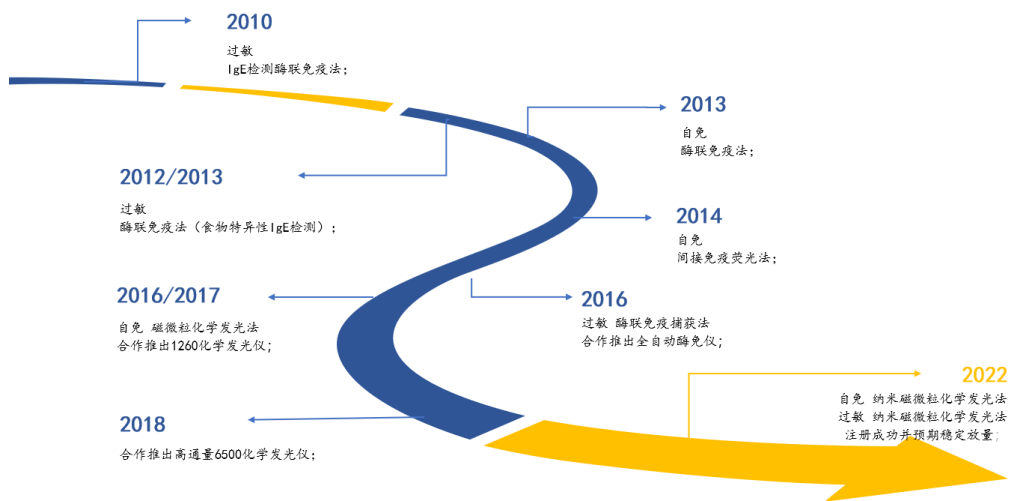 2010
过敏
IgE检测酶联免疫法;
2013
自免
酶联免疫法;
2012/2013
过敏
酶联免疫法（食物特异性IgE检测）;
2014
自免
间接免疫荧光法;
2016/2017
自免 磁微粒化学发光法
合作推出1260化学发光仪;
2016
过敏 酶联免疫捕获法
合作推出全自动酶免仪;
2018
合作推出高通量6500化学发光仪;
2022
自免 纳米磁微粒化学发光法
过敏 纳米磁微粒化学发光法
注册成功并预期稳定放量;